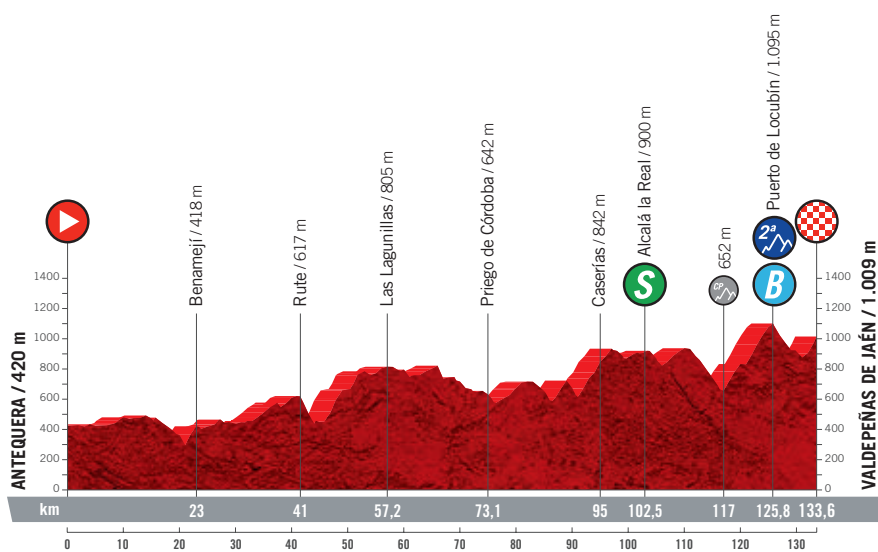 Benamejí / 418 m
Rute / 617 m
Las Lagunillas / 805 m
Priego de Córdoba / 642 m
Caserías / 842 m
Alcalá la Real / 900 m
652 m
Puerto de Locubín / 1.095 m
S
CP
2ª
B
ANTEQUERA / 420 m
VALDEPEÑAS DE JAÉN / 1.009 m
1400
1200
1000
800
600
400
200
0
1400
1200
1000
800
600
400
200
0
km 23 41 57,2 73,1 95 102,5 117 125,8 133,6
0 10 20 30 40 50 60 70 80 90 100 110 120 130